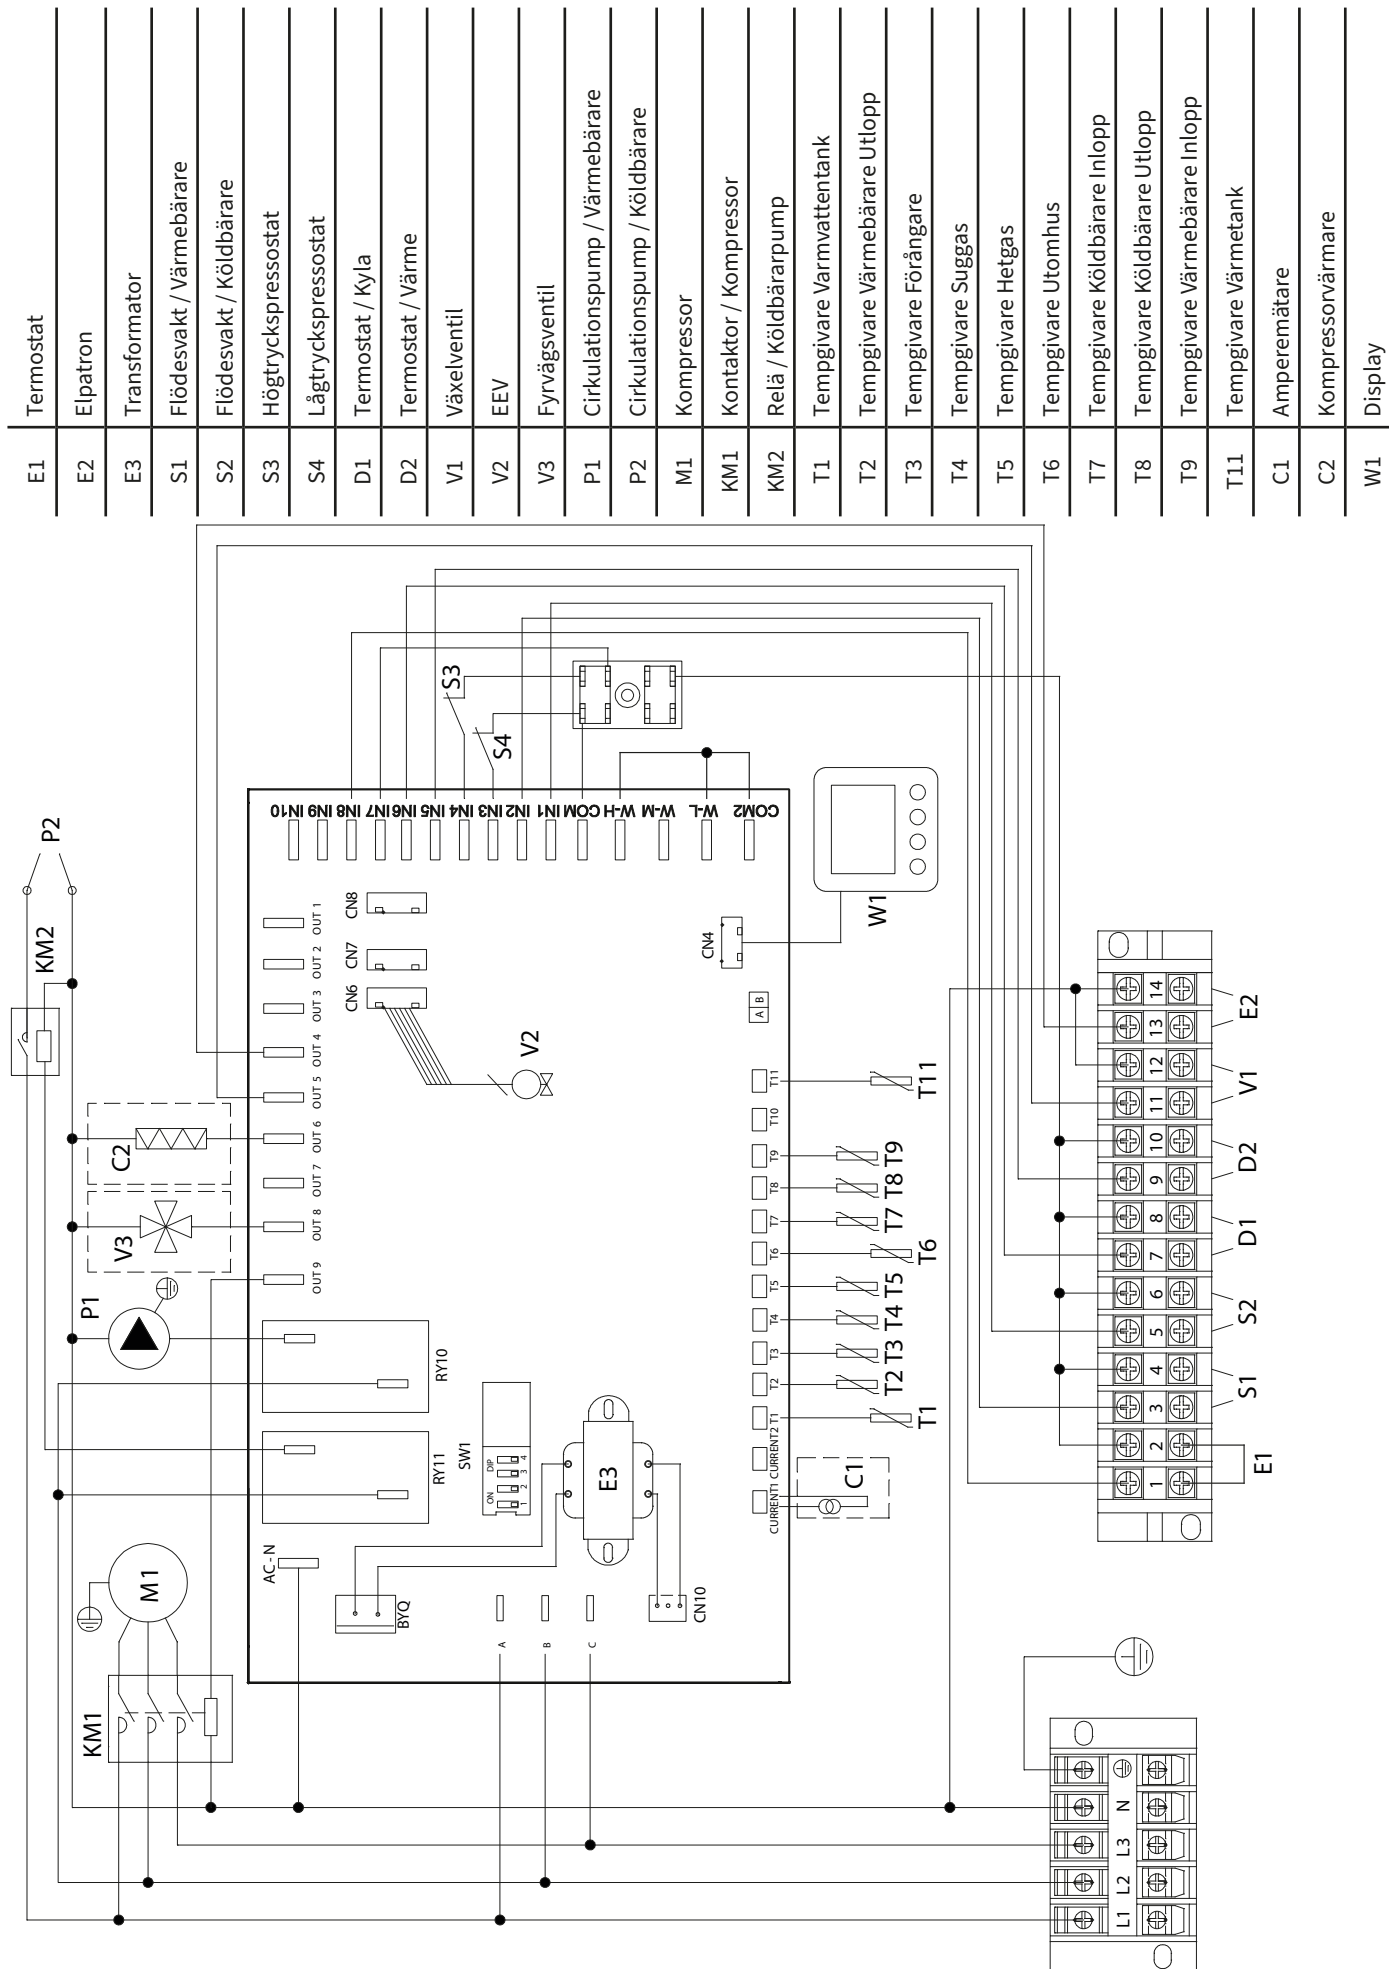 E1 Termostat
E2 Elpatron
E3 Transformator
S1 Flödesvakt / Värmebärare
S2 Flödesvakt / Köldbärare
S3 Högtryckspressostat
S4 Lågtryckspressostat
D1 Termostat / Kyla
D2 Termostat / Värme
V1 Växelventil
V2 EEV
V3 Fyrvägsventil
P1 Cirkulationspump / Värmebärare
P2 Cirkulationspump / Köldbärare
M1 Kompressor
KM1 Kontaktor / Kompressor
KM2 Relä / Köldbärarpump
T1 Tempgivare Varmvattentank
T2 Tempgivare Värmebärare Utlopp
T3 Tempgivare Förångare
T4 Tempgivare Suggas
T5 Tempgivare Hetgas
T6 Tempgivare Utomhus
T7 Tempgivare Köldbärare Inlopp
T8 Tempgivare Köldbärare Utlopp
T9 Tempgivare Värmebärare Inlopp
T11 Tempgivare Värmetank
C1 Amperemätare
C2 Kompressorvärmare
W1 Display
KM1
M1
P1
V3
C2
KM2
P2
AC-N
RY11
RY10
OUT 9
OUT 8
OUT 7
OUT 6
OUT 5
OUT 4
OUT 3
OUT 2
OUT 1
BYQ
SW1
ON DIP
1 2 3 4
CN6
CN7
CN8
V2
E3
CN10
A
B
C
CN4
A B
IN10
IN9
IN8
IN7
IN6
IN5
IN4
IN3
IN2
IN1
COM
W-H
W-M
W-L
COM2
S3
S4
W1
CURRENT1
CURRENT2
T1
T2
T3
T4
T5
T6
T7
T8
T9
T10
T11
C1
T1
T2
T3
T4
T5
T6
T7
T8
T9
T11
L1 L2 L3 N
1 2 3 4 5 6 7 8 9 10 11 12 13 14
E1
S1
S2
D1
D2
V1
E2